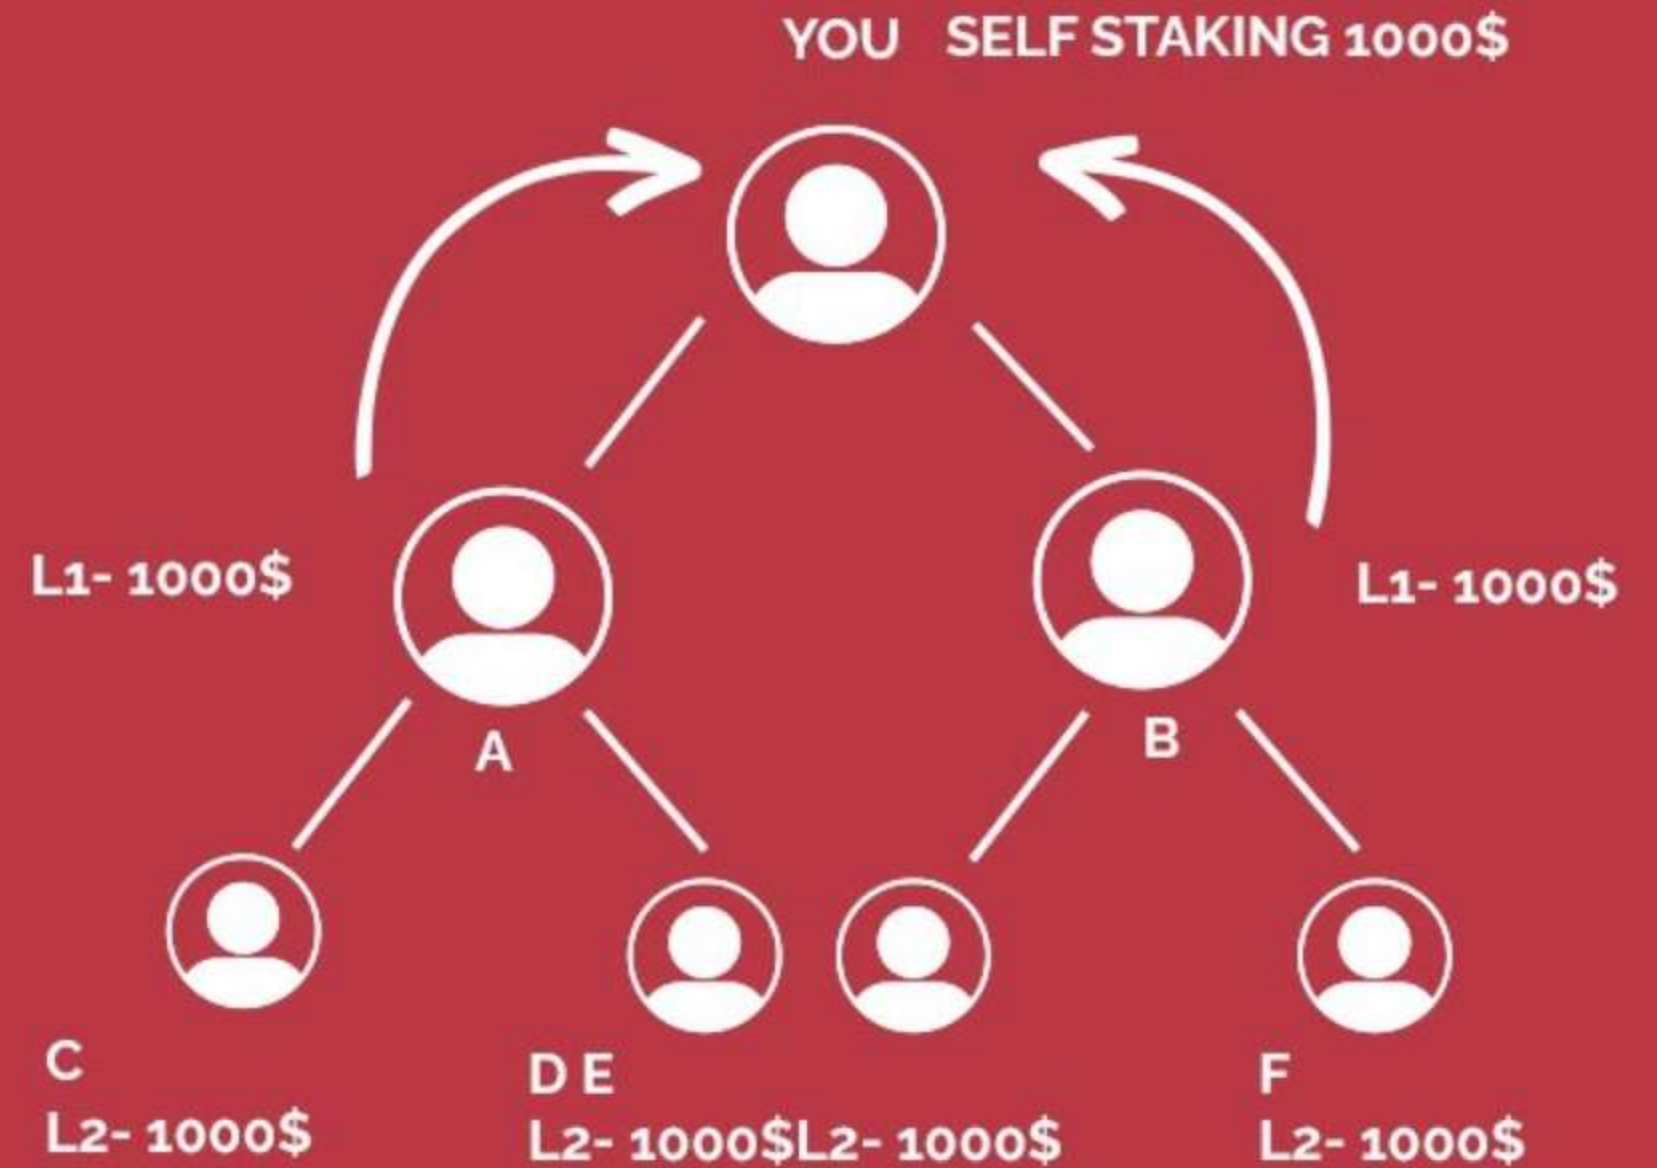 YOU SELF STAKING 1000$
L1- 1000$
L1- 1000$
A
B
C
L2- 1000$
D E
L2- 1000$L2- 1000$
F
L2- 1000$